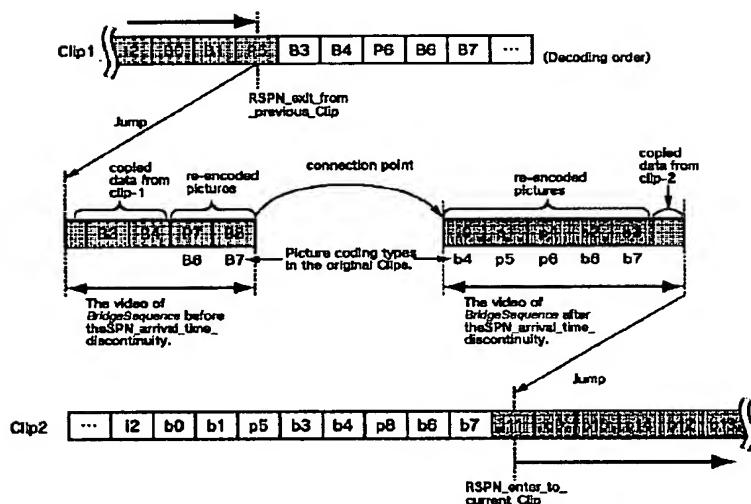 Clip1
B3 B4 P6 B6 B7 ...
(Decoding order)
RSPN_exit_from
_previous_Clip
Jump
copied
data from
clip-1
re-encoded
pictures
connection point
re-encoded
pictures
copied
data from
clip-2
B6 B7
Picture coding types
in the original Clips.
b4 p5 p6 b6 b7
The video of
BridgeSequence before
theSPN_arrival_time_
discontinuity.
The video of
BridgeSequence after
theSPN_arrival_time_
discontinuity.
Jump
Clip2
... i2 b0 b1 p5 b3 b4 p8 b6 b7
RSPN_enter_to_
current_Clip